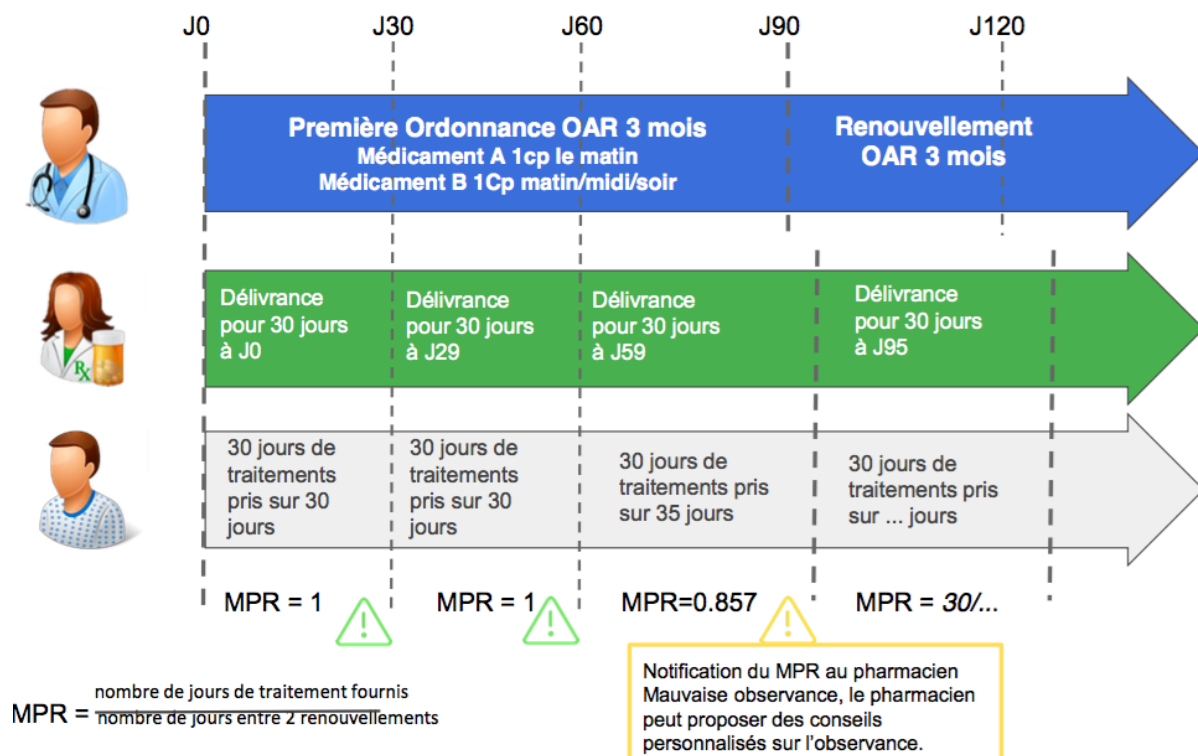 J0
J30
J60
J90
J120
Première Ordonnance OAR 3 mois
Médicament A 1cp le matin
Médicament B 1Cp matin/midi/soir
Renouvellement
OAR 3 mois
Délivrance
pour 30 jours
à J0
Délivrance
pour 30 jours
à J29
Délivrance
pour 30 jours
à J59
Délivrance
pour 30 jours
à J95
Rx
30 jours de
traitements
pris sur 30
jours
30 jours de
traitements
pris sur 30
jours
30 jours de
traitements pris
sur 35 jours
30 jours de
traitements pris
sur ... jours
MPR = 1
MPR = 1
MPR=0.857
MPR = 30/...
Notification du MPR au pharmacien
Mauvaise observance, le pharmacien
peut proposer des conseils
personnalisés sur l'observance.
MPR =
nombre de jours de traitement fournis
nombre de jours entre 2 renouvellements